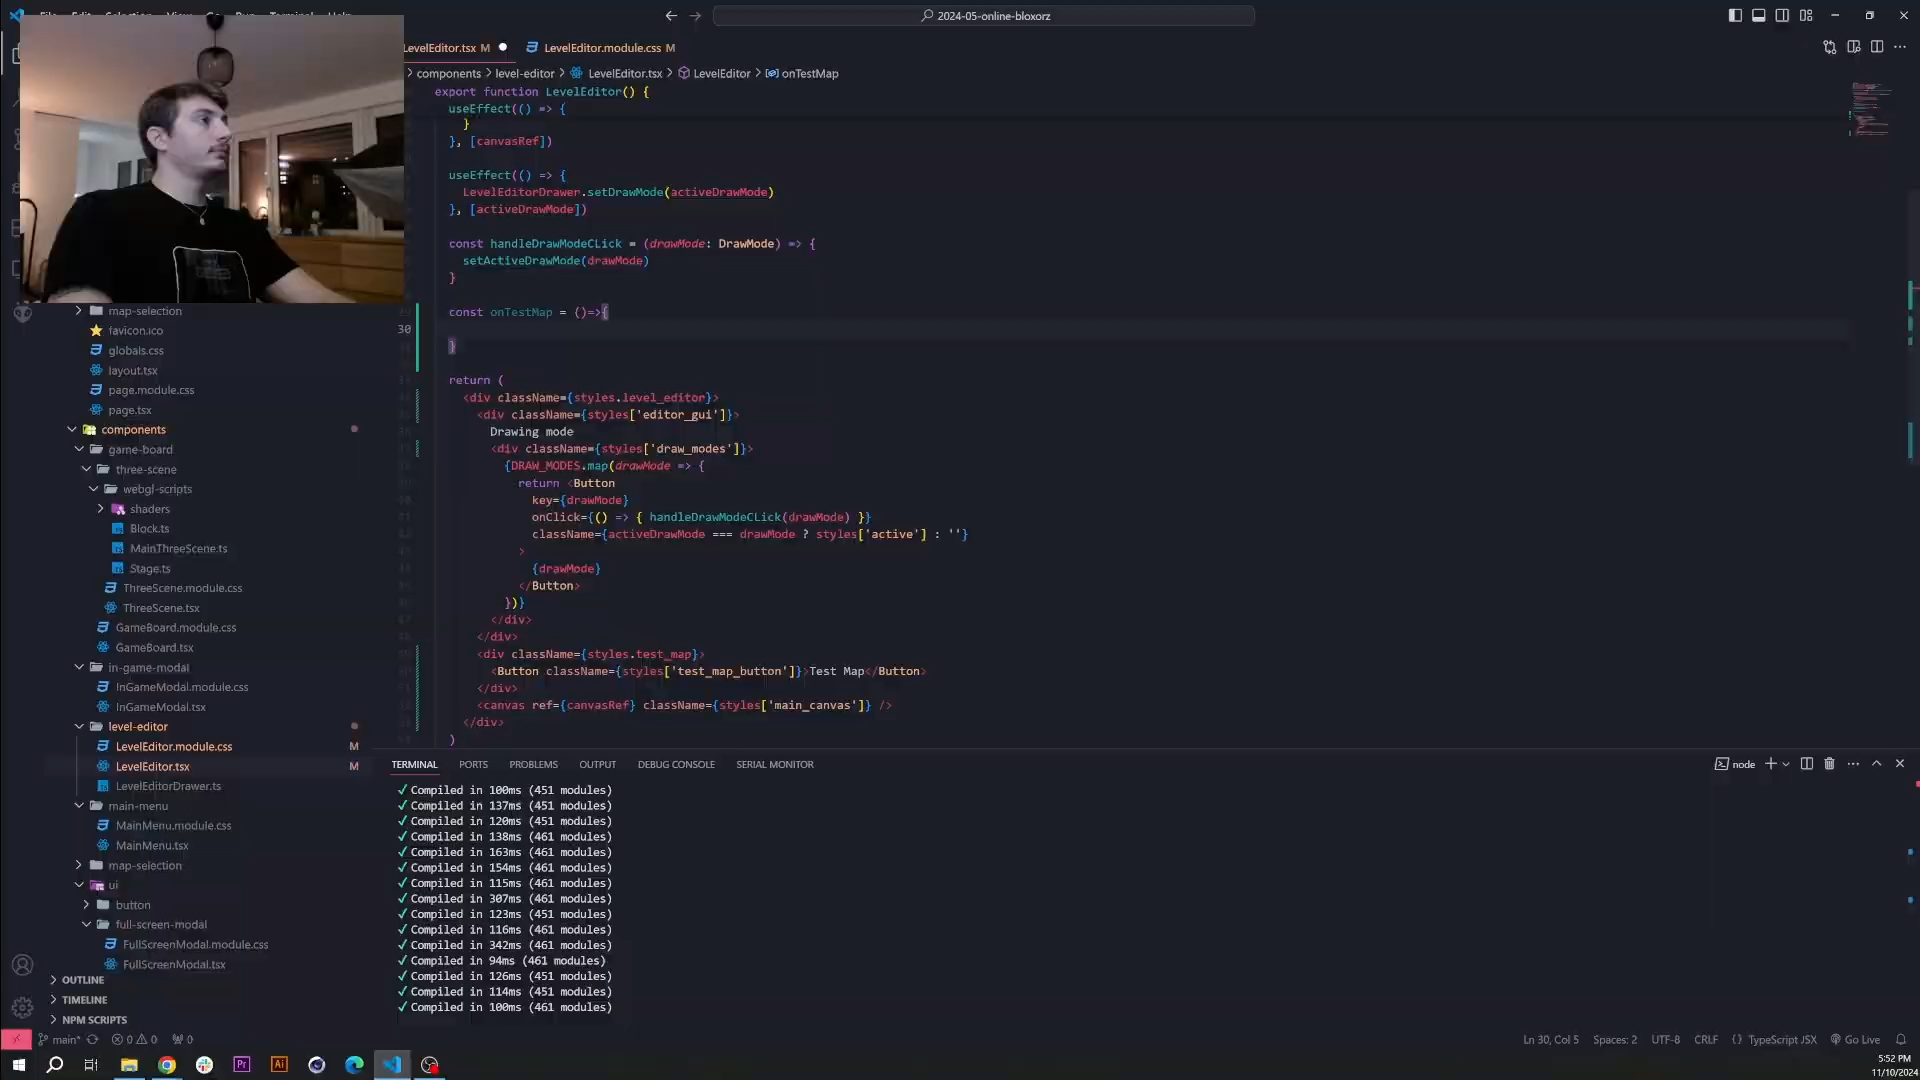 2024-05-online-bloxorz
LevelEditor.tsx M
LevelEditor.module.css M
components > level-editor > LevelEditor.tsx > LevelEditor > onTestMap
export function LevelEditor() {
useEffect(() => {
}
}, [canvasRef])
useEffect(() => {
LevelEditorDrawer.setDrawMode(activeDrawMode)
}, [activeDrawMode])
const handleDrawModeCLick = (drawMode: DrawMode) => {
setActiveDrawMode(drawMode)
}
const onTestMap = ()=>{
30
}
return (
<div className={styles.level_editor}>
<div className={styles['editor_gui']}>
Drawing mode
<div className={styles['draw_modes']}>
{DRAW_MODES.map(drawMode => {
return <Button
key={drawMode}
onClick={() => { handleDrawModeCLick(drawMode) }}
className={activeDrawMode === drawMode ? styles['active'] : ''}
>
{drawMode}
</Button>
})}
</div>
</div>
<div className={styles.test_map}>
<Button className={styles['test_map_button']}>Test Map</Button>
</div>
<canvas ref={canvasRef} className={styles['main_canvas']} />
</div>
)
map-selection
favicon.ico
globals.css
layout.tsx
page.module.css
page.tsx
components
game-board
three-scene
webgl-scripts
shaders
Block.ts
MainThreeScene.ts
Stage.ts
ThreeScene.module.css
ThreeScene.tsx
GameBoard.module.css
GameBoard.tsx
in-game-modal
InGameModal.module.css
InGameModal.tsx
level-editor
LevelEditor.module.css M
LevelEditor.tsx M
LevelEditorDrawer.ts
main-menu
MainMenu.module.css
MainMenu.tsx
map-selection
ui
button
full-screen-modal
FullScreenModal.module.css
FullScreenModal.tsx
OUTLINE
TIMELINE
NPM SCRIPTS
TERMINAL PORTS PROBLEMS OUTPUT DEBUG CONSOLE SERIAL MONITOR
node
✓ Compiled in 100ms (451 modules)
✓ Compiled in 137ms (451 modules)
✓ Compiled in 120ms (451 modules)
✓ Compiled in 138ms (461 modules)
✓ Compiled in 163ms (461 modules)
✓ Compiled in 154ms (461 modules)
✓ Compiled in 115ms (461 modules)
✓ Compiled in 307ms (461 modules)
✓ Compiled in 123ms (451 modules)
✓ Compiled in 116ms (461 modules)
✓ Compiled in 342ms (461 modules)
✓ Compiled in 94ms (461 modules)
✓ Compiled in 126ms (451 modules)
✓ Compiled in 114ms (451 modules)
✓ Compiled in 100ms (461 modules)
main* 0 0 0
Ln 30, Col 5 Spaces: 2 UTF-8 CRLF {} TypeScript JSX Go Live
Pr Ai
5:52 PM
11/10/2024